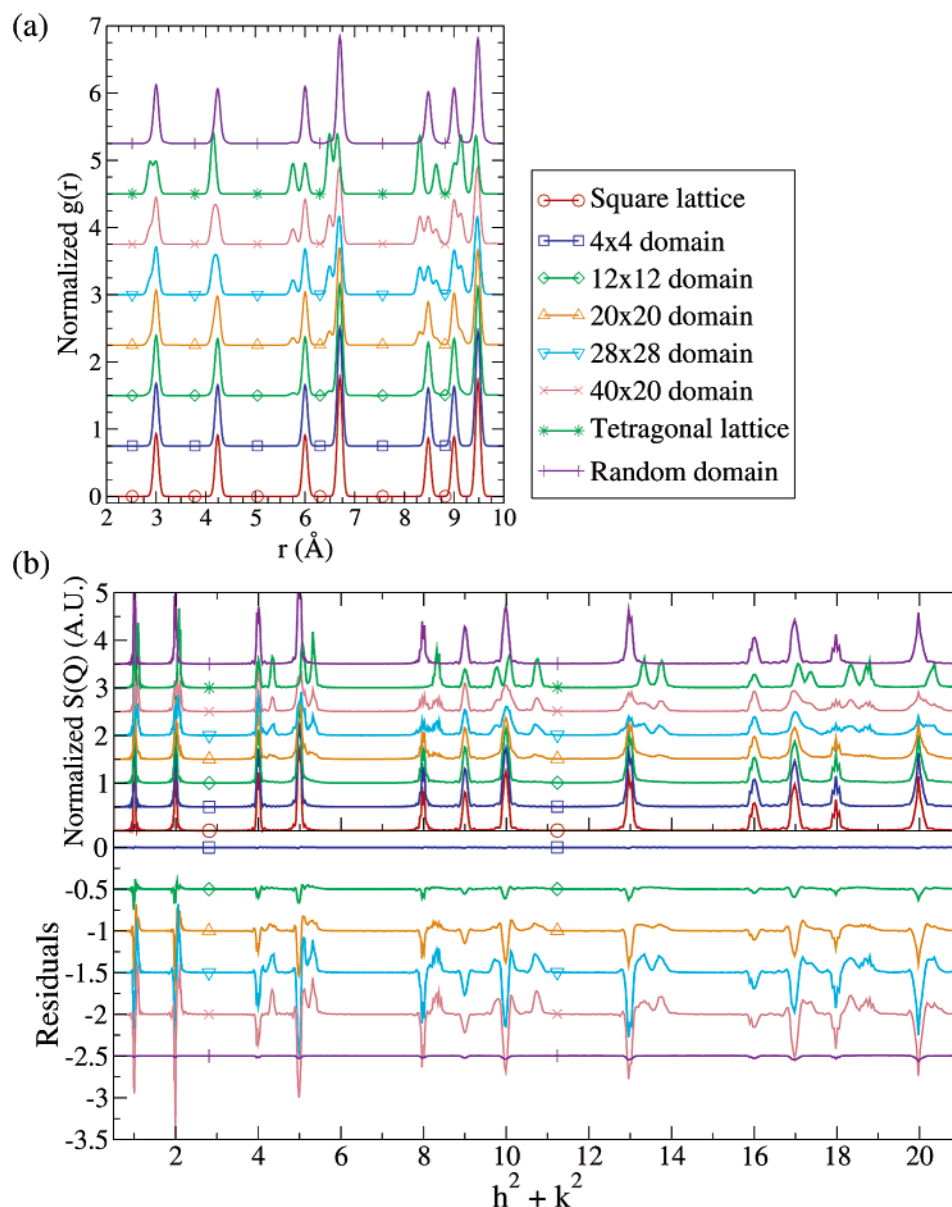 (a)
7
6
5
4
3
2
1
0
Normalized g(r)
2 3 4 5 6 7 8 9 10
r (Å)
Square lattice
4x4 domain
12x12 domain
20x20 domain
28x28 domain
40x20 domain
Tetragonal lattice
Random domain
(b)
5
4
3
2
1
0
Normalized S(Q) (A.U.)
0
-0.5
-1
-1.5
-2
-2.5
-3
-3.5
Residuals
2 4 6 8 10 12 14 16 18 20
h² + k²